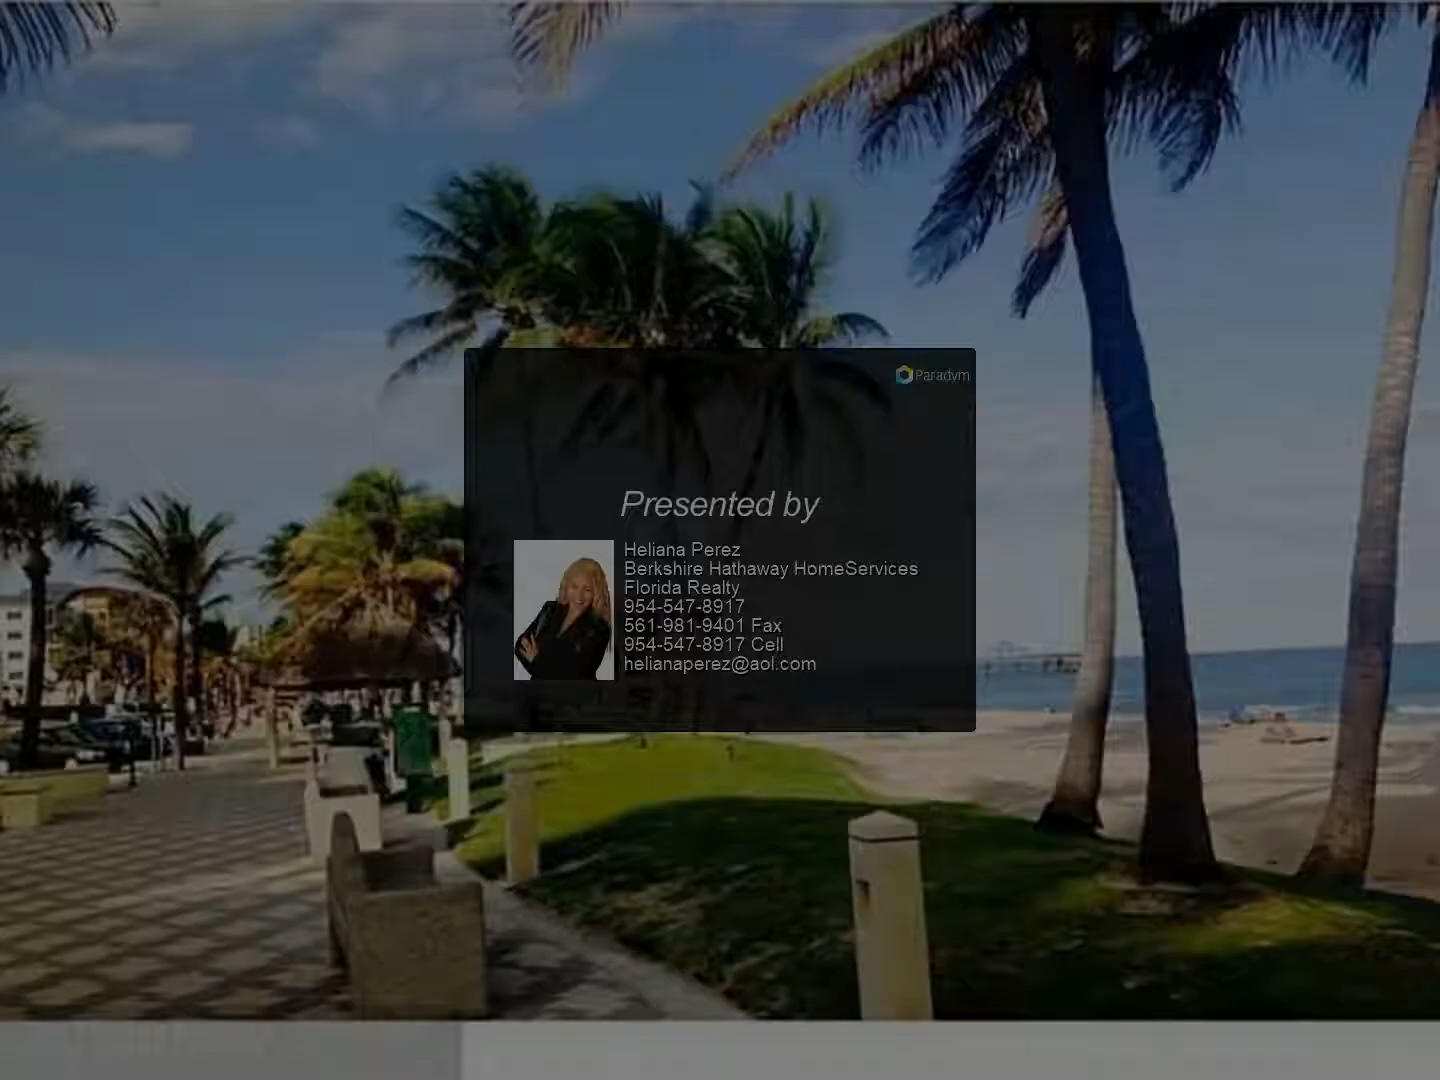 Paradym
Presented by
Heliana Perez
Berkshire Hathaway HomeServices
Florida Realty
954-547-8917
561-981-9401 Fax
954-547-8917 Cell
helianaperez@aol.com